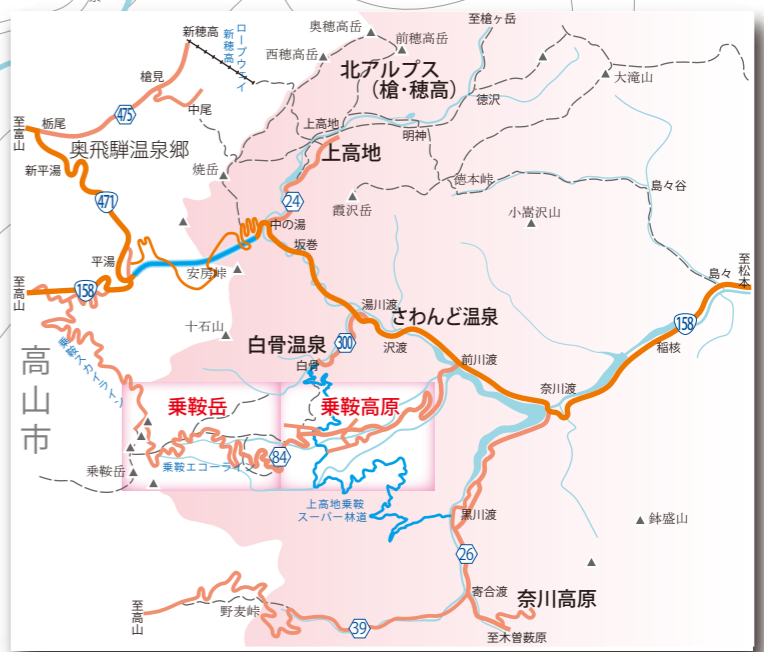 奥穂高岳
至槍ヶ岳
新穂高
新穂高
ロープウェイ
西穂高岳
前穂高岳
北アルプス
(槍・穂高)
大滝山
槍見
徳沢
中尾
475
至富山
栃尾
上高地
明神
奥飛騨温泉郷
上高地
新平湯
焼岳
徳本峠
島々谷
471
24
霞沢岳
小嵩沢山
中の湯
坂巻
平湯
安房峠
至松本
島々
至高山
158
湯川渡
さわんど温泉
158
十石山
白骨温泉
300
沢渡
稲核
白骨
前川渡
乗鞍スカイライン
高山市
奈川渡
乗鞍岳
乗鞍高原
84
乗鞍岳
乗鞍エコーライン
上高地乗鞍
スーパー林道
黒川渡
鉢盛山
26
至高山
野麦峠
寄合渡
奈川高原
39
至木曽薮原